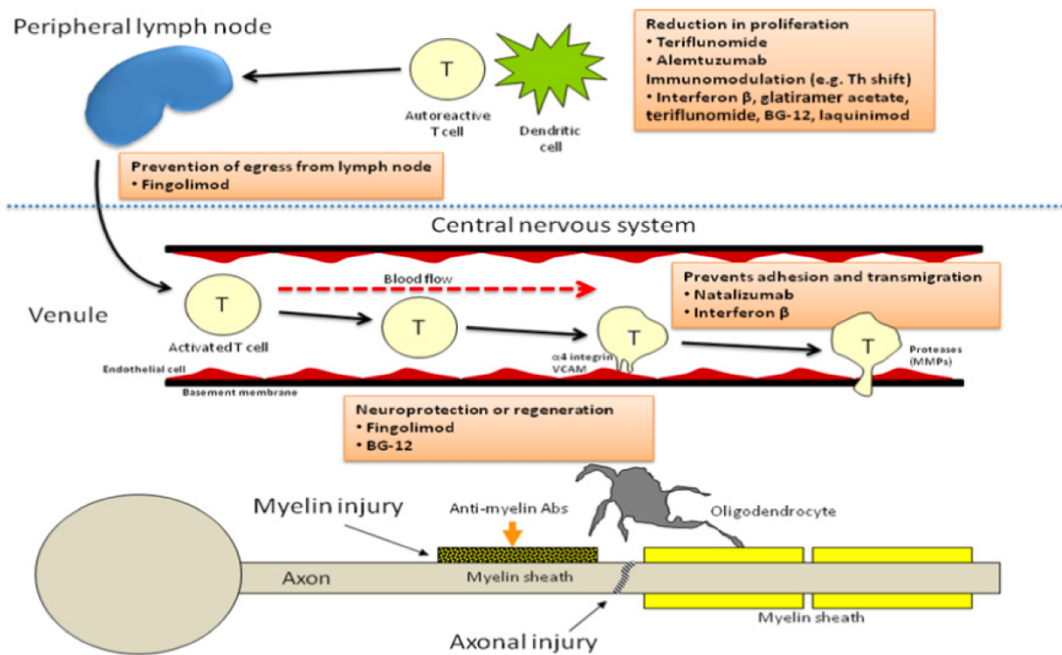 Peripheral lymph node
T
Autoreactive
T cell
Dendritic
cell
Reduction in proliferation
• Teriflunomide
• Alemtuzumab
Immunomodulation (e.g. Th shift)
• Interferon β, glatiramer acetate,
teriflunomide, BG-12, laquinimod
Prevention of egress from lymph node
• Fingolimod
Central nervous system
Venule
Blood flow
Prevents adhesion and transmigration
• Natalizumab
• Interferon β
T
T
T
T
Activated T cell
α4 integrin
VCAM
Proteases
(MMPs)
Endothelial cell
Basement membrane
Neuroprotection or regeneration
• Fingolimod
• BG-12
Myelin injury
Anti-myelin Abs
Oligodendrocyte
Axon
Myelin sheath
Axonal injury
Myelin sheath